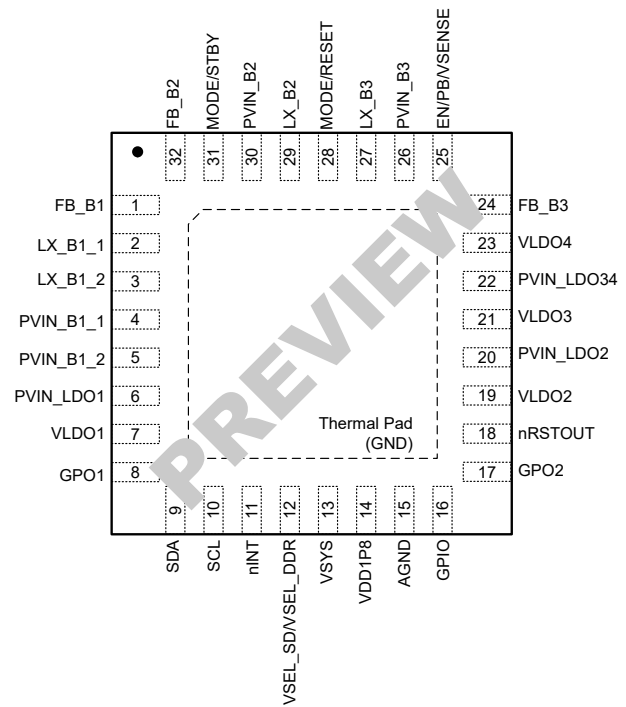 FB_B2
MODE/STBY
PVIN_B2
LX_B2
MODE/RESET
LX_B3
PVIN_B3
EN/PB/VSENSE
32
31
30
29
28
27
26
25
FB_B1 1
LX_B1_1 2
LX_B1_2 3
PVIN_B1_1 4
PVIN_B1_2 5
PVIN_LDO1 6
VLDO1 7
GPO1 8
24 FB_B3
23 VLDO4
22 PVIN_LDO34
21 VLDO3
20 PVIN_LDO2
19 VLDO2
18 nRSTOUT
17 GPO2
PREVIEW
Thermal Pad
(GND)
9
10
11
12
13
14
15
16
SDA
SCL
nINT
VSEL_SD/VSEL_DDR
VSYS
VDD1P8
AGND
GPIO